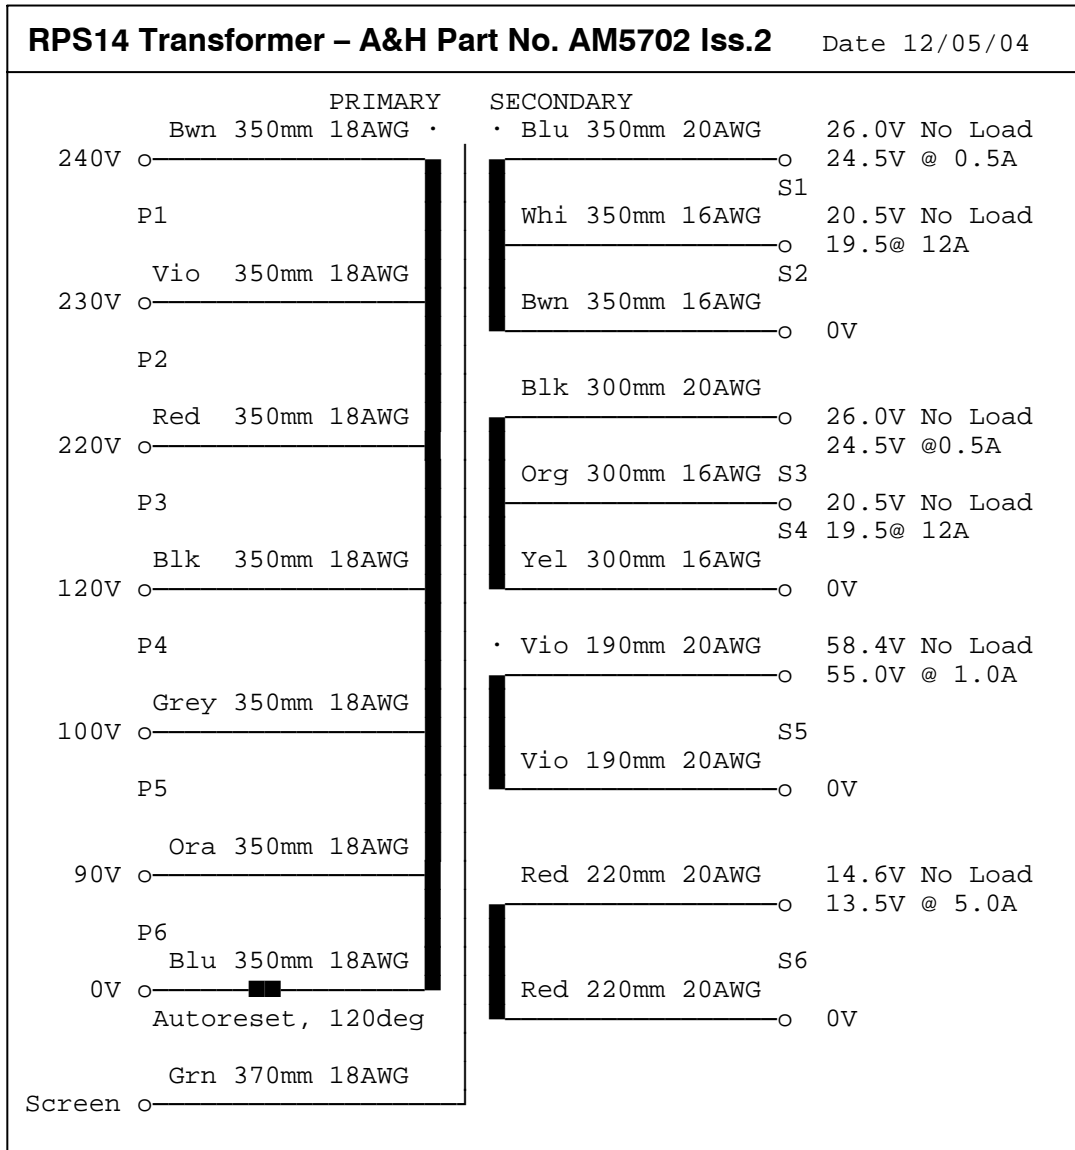 RPS14 Transformer – A&H Part No. AM5702 Iss.2 Date 12/05/04
PRIMARY SECONDARY
Bwn 350mm 18AWG · · Blu 350mm 20AWG 26.0V No Load
240V o o 24.5V @ 0.5A
S1
P1 Whi 350mm 16AWG 20.5V No Load
o 19.5@ 12A
Vio 350mm 18AWG S2
230V o Bwn 350mm 16AWG
o 0V
P2
Blk 300mm 20AWG
Red 350mm 18AWG o 26.0V No Load
220V o 24.5V @0.5A
Org 300mm 16AWG S3
P3 o 20.5V No Load
S4 19.5@ 12A
Blk 350mm 18AWG Yel 300mm 16AWG
120V o o 0V
P4 · Vio 190mm 20AWG 58.4V No Load
o 55.0V @ 1.0A
Grey 350mm 18AWG
100V o S5
Vio 190mm 20AWG
P5 o 0V
Ora 350mm 18AWG
90V o Red 220mm 20AWG 14.6V No Load
o 13.5V @ 5.0A
P6
Blu 350mm 18AWG S6
0V o Red 220mm 20AWG
Autoreset, 120deg o 0V
Grn 370mm 18AWG
Screen o